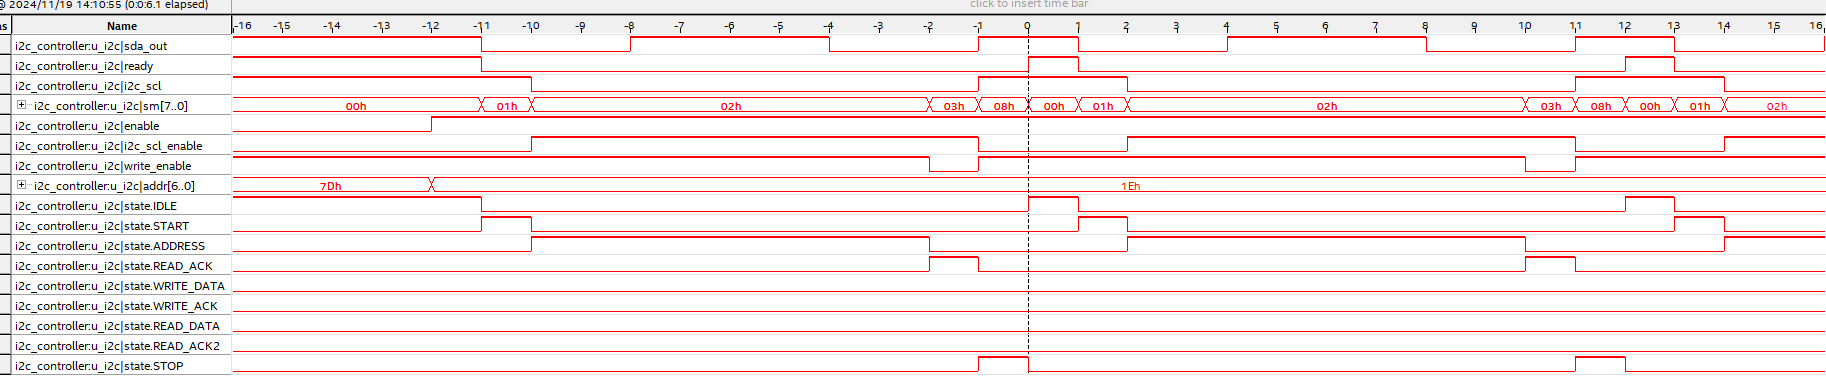 @ 2024/11/19 14:10:55 (0:0:6.1 elapsed) click to insert time bar
as Name -16 -15 -14 -13 -12 -11 -10 -9 -8 -7 -6 -5 -4 -3 -2 -1 0 1 2 3 4 5 6 7 8 9 10 11 12 13 14 15 16
i2c_controller:u_i2c|sda_out
i2c_controller:u_i2c|ready
i2c_controller:u_i2c|i2c_scl
i2c_controller:u_i2c|sm[7..0] 00h 01h 02h 03h 08h 00h 01h 02h 03h 08h 00h 01h 02h
i2c_controller:u_i2c|enable
i2c_controller:u_i2c|i2c_scl_enable
i2c_controller:u_i2c|write_enable
i2c_controller:u_i2c|addr[6..0] 7Dh 1Eh
i2c_controller:u_i2c|state.IDLE
i2c_controller:u_i2c|state.START
i2c_controller:u_i2c|state.ADDRESS
i2c_controller:u_i2c|state.READ_ACK
i2c_controller:u_i2c|state.WRITE_DATA
i2c_controller:u_i2c|state.WRITE_ACK
i2c_controller:u_i2c|state.READ_DATA
i2c_controller:u_i2c|state.READ_ACK2
i2c_controller:u_i2c|state.STOP